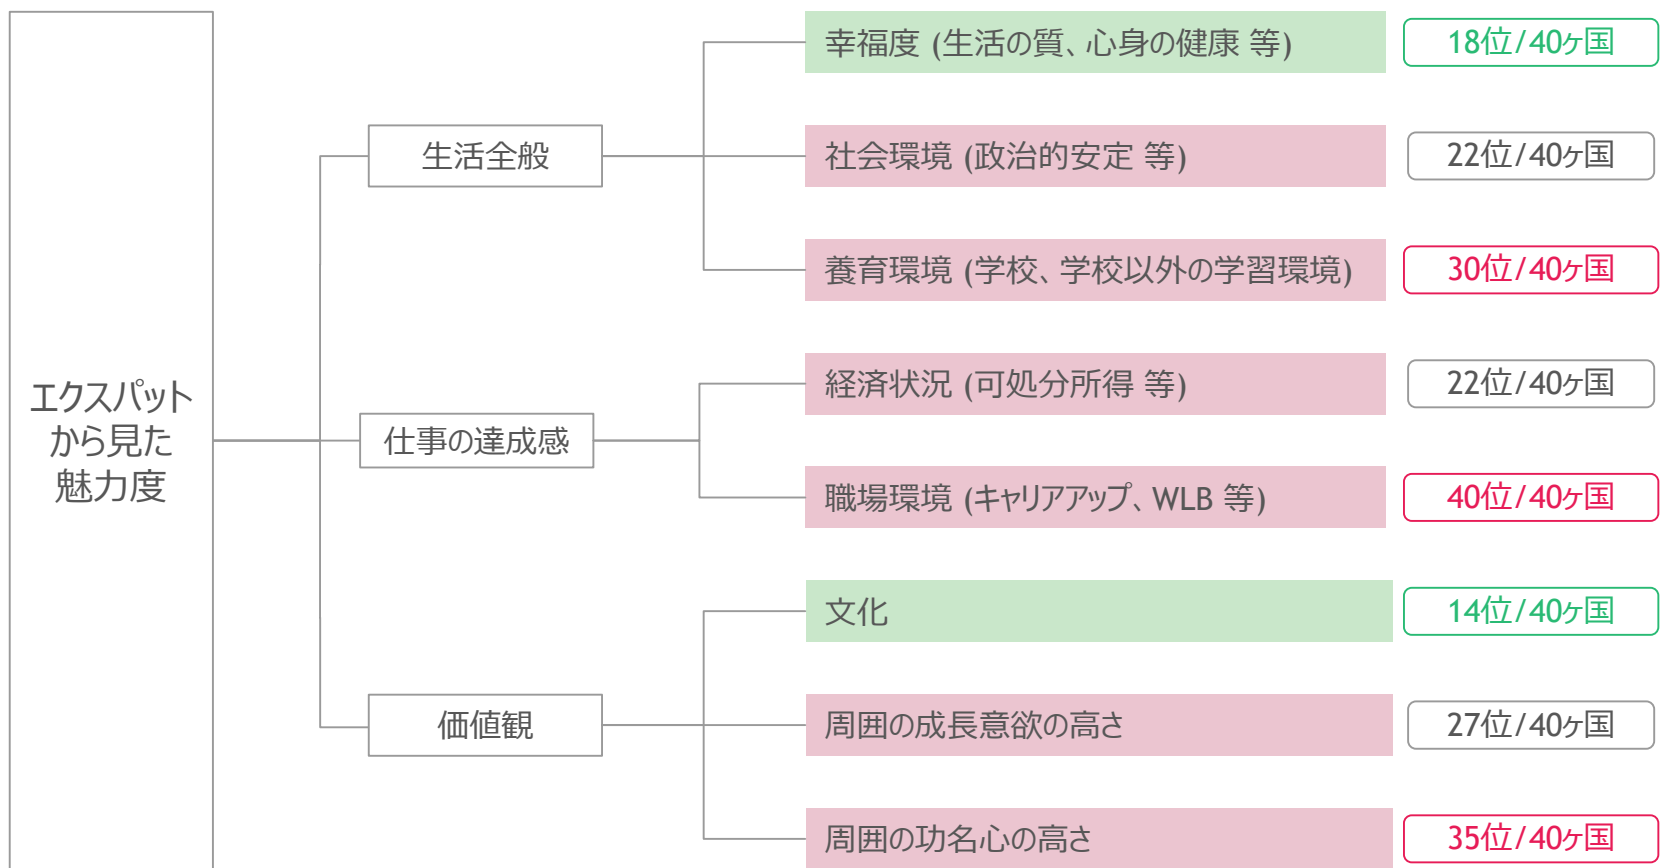 エクスパット
から見た
魅力度
生活全般
幸福度 (生活の質、心身の健康 等)
18位/40ヶ国
社会環境 (政治的安定 等)
22位/40ヶ国
養育環境 (学校、学校以外の学習環境)
30位/40ヶ国
仕事の達成感
経済状況 (可処分所得 等)
22位/40ヶ国
職場環境 (キャリアアップ、WLB 等)
40位/40ヶ国
価値観
文化
14位/40ヶ国
周囲の成長意欲の高さ
27位/40ヶ国
周囲の功名心の高さ
35位/40ヶ国